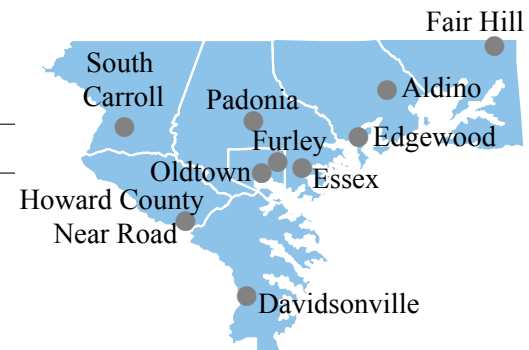 Fair Hill
South
Carroll
Aldino
Padonia
Edgewood
Furley
Oldtown
Essex
Howard County
Near Road
Davidsonville